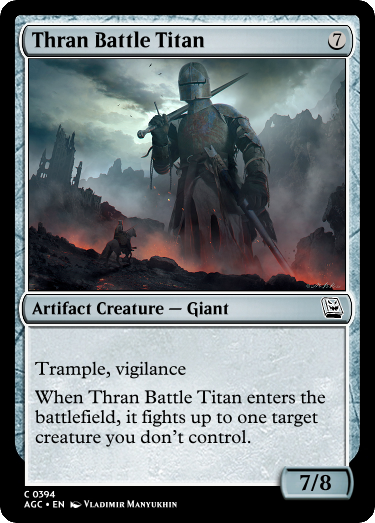 Thran Battle Titan 7
Artifact Creature — Giant
Trample, vigilance
When Thran Battle Titan enters the
battlefield, it fights up to one target
creature you don't control.
7/8
C 0394
AGC • EN Vladimir Manyukhin